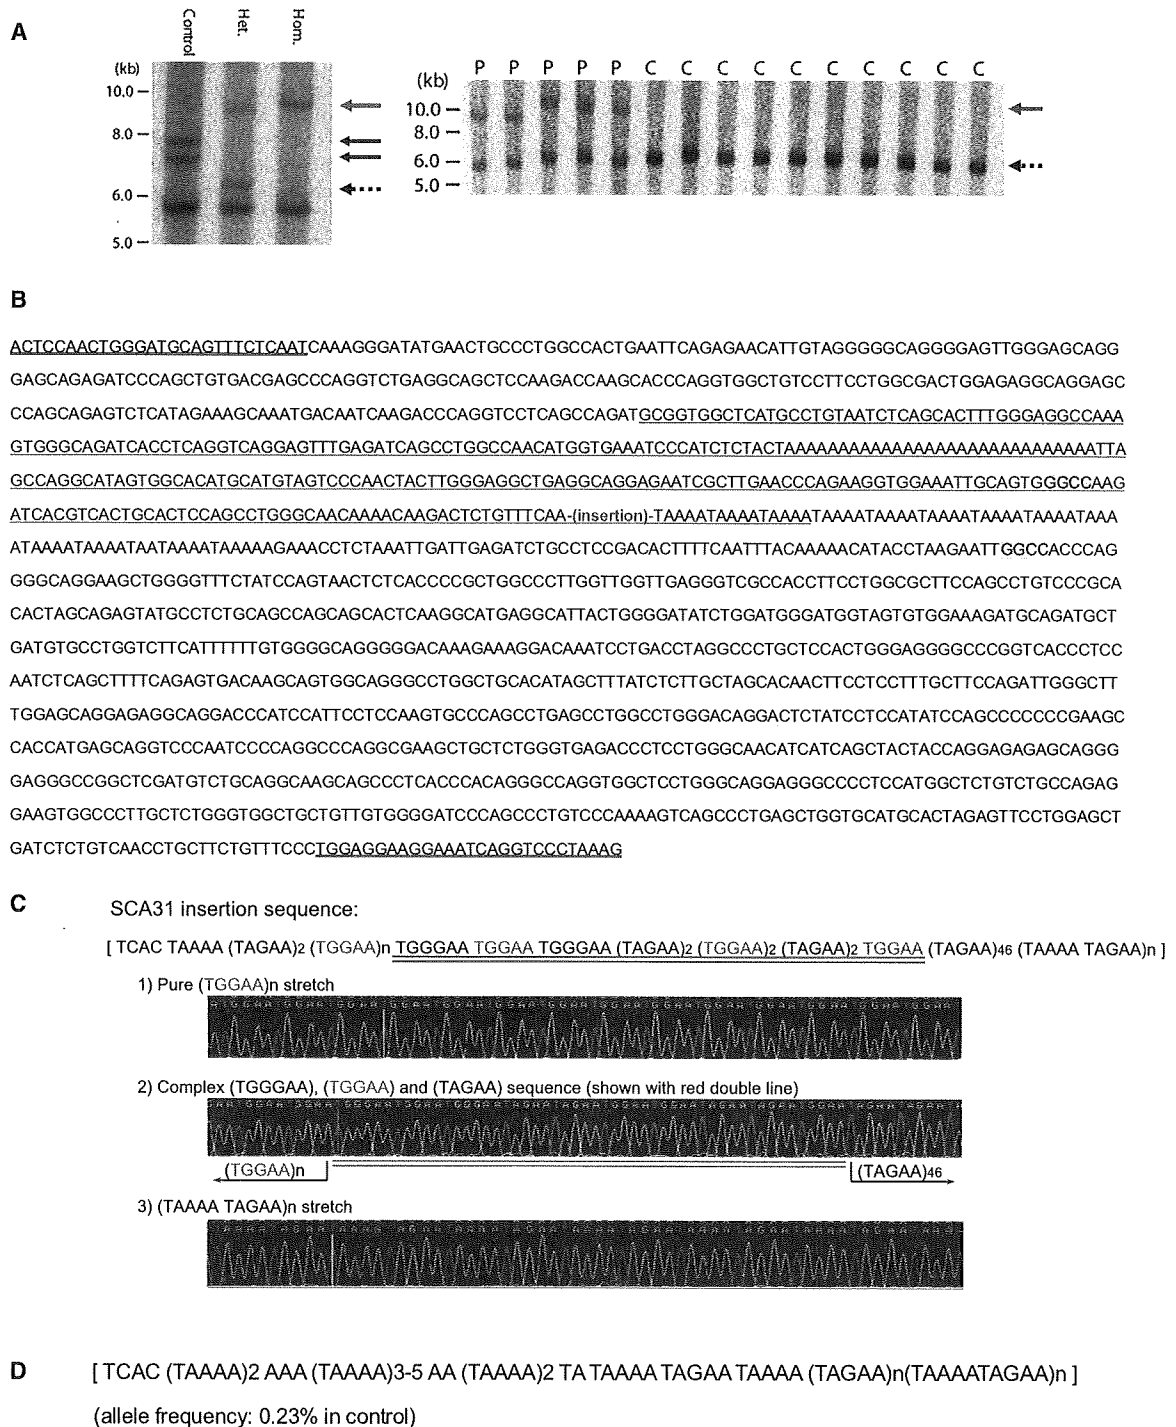 A
Control
Het.
Hom.
(kb)
10.0
8.0
6.0
5.0
P P P P P C C C C C C C C C C
(kb)
10.0
8.0
6.0
5.0
B
ACTCCAACTGGGATGCAGTTTCTCAATCAAAGGGATATGAACTGCCCTGGCCACTGAATTCAGAGAACATTGTAGGGGGCAGGGGAGTTGGGAGCAGG
GAGCAGAGATCCCAGCTGTGACGAGCCCAGGTCTGAGGCAGCTCCAAGACCAAGCACCCAGGTGGCTGTCCTTCCTGGCGACTGGAGAGGCAGGAGC
CCAGCAGAGTCTCATAGAAAGCAAATGACAATCAAGACCCAGGTCCTCAGCCAGATGCGGTGGCTCATGCCTGTAATCTCAGCACTTTGGGAGGCCAAA
GTGGGCAGATCACCTCAGGTCAGGAGTTTGAGATCAGCCTGGCCAACATGGTGAAATCCCATCTCTACTAAAAAAAAAAAAAAAAAAAAAAAAAAAAATTA
GCCAGGCATAGTGGCACATGCATGTAGTCCCAACTACTTGGGAGGCTGAGGCAGGAGAATCGCTTGAACCCAGAAGGTGGAAATTGCAGTGGGCCAAG
ATCACGTCACTGCACTCCAGCCTGGGCAACAAAACAAGACTCTGTTTCAA-(insertion)-TAAAATAAAATAAAATAAAATAAAATAAAATAAAATAAAATAAA
ATAAAATAAAATAATAAAATAAAAAGAAACCTCTAAATTGATTGAGATCTGCCTCCGACACTTTTCAATTTACAAAAACATACCTAAGAATTGGCCACCCAG
GGGCAGGAAGCTGGGGTTTCTATCCAGTAACTCTCACCCCGCTGGCCCTTGGTTGGTTGAGGGTCGCCACCTTCCTGGCGCTTCCAGCCTGTCCCGCA
CACTAGCAGAGTATGCCTCTGCAGCCAGCAGCACTCAAGGCATGAGGCATTACTGGGGATATCTGGATGGGATGGTAGTGTGGAAAGATGCAGATGCT
GATGTGCCTGGTCTTCATTTTTTGTGGGGCAGGGGGACAAAGAAAGGACAAATCCTGACCTAGGCCCTGCTCCACTGGGAGGGGCCCGGTCACCCTCC
AATCTCAGCTTTTCAGAGTGACAAGCAGTGGCAGGGCCTGGCTGCACATAGCTTTATCTCTTGCTAGCACAACTTCCTCCTTTGCTTCCAGATTGGGCTT
TGGAGCAGGAGAGGCAGGACCCATCCATTCCTCCAAGTGCCCAGCCTGAGCCTGGCCTGGGACAGGACTCTATCCTCCATATCCAGCCCCCCCGAAGC
CACCATGAGCAGGTCCCAATCCCCAGGCCCAGGCGAAGCTGCTCTGGGTGAGACCCTCCTGGGCAACATCATCAGCTACTACCAGGAGAGAGCAGGG
GAGGGCCGGCTCGATGTCTGCAGGCAAGCAGCCCTCACCCACAGGGCCAGGTGGCTCCTGGGCAGGAGGGCCCCTCCATGGCTCTGTCTGCCAGAG
GAAGTGGCCCTTGCTCTGGGTGGCTGCTGTTGTGGGGATCCCAGCCCTGTCCCAAAAGTCAGCCCTGAGCTGGTGCATGCACTAGAGTTCCTGGAGCT
GATCTCTGTCAACCTGCTTCTGTTTCCCTGGAGGAAGGAAATCAGGTCCCTAAAG
C
SCA31 insertion sequence:
[ TCAC TAAAA (TAGAA)2 (TGGAA)n TGGGAA TGGAA TGGGAA (TAGAA)2 (TGGAA)2 (TAGAA)2 TGGAA (TAGAA)46 (TAAAA TAGAA)n ]
1) Pure (TGGAA)n stretch
2) Complex (TGGGAA), (TGGAA) and (TAGAA) sequence (shown with red double line)
(TGGAA)n
(TAGAA)46
3) (TAAAA TAGAA)n stretch
D
[ TCAC (TAAAA)2 AAA (TAAAA)3-5 AA (TAAAA)2 TA TAAAA TAGAA TAAAA (TAGAA)n(TAAAATAGAA)n ]
(allele frequency: 0.23% in control)